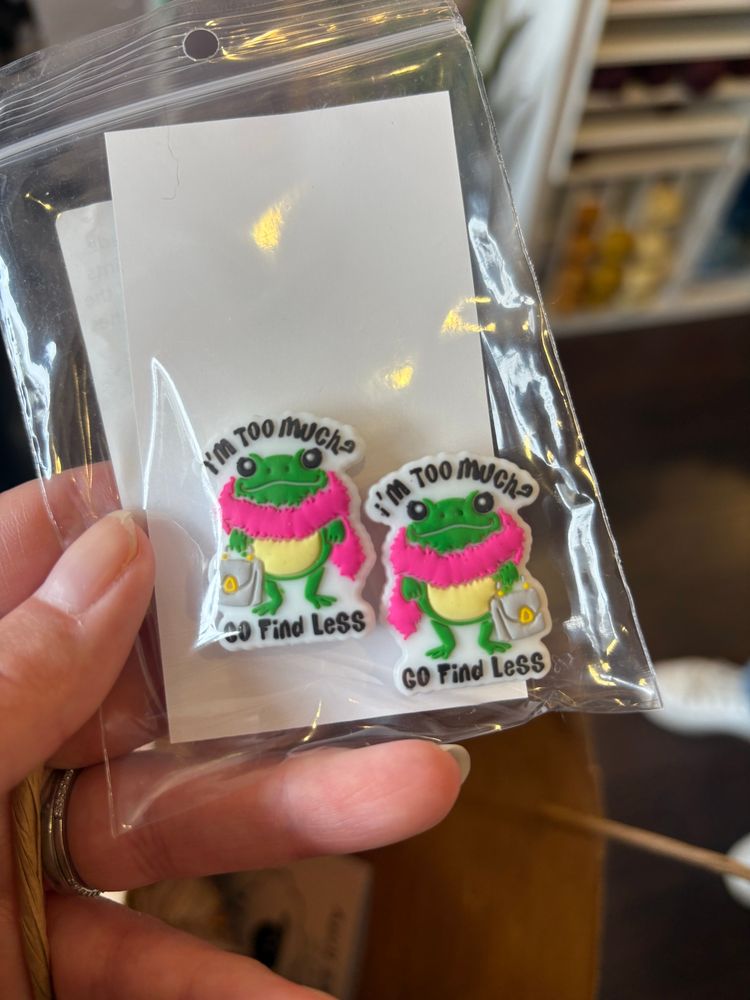 I'M TOO MUCH?
GO FiNd LeSS
i'M TOO MUCH?
GO FiNd LeSS